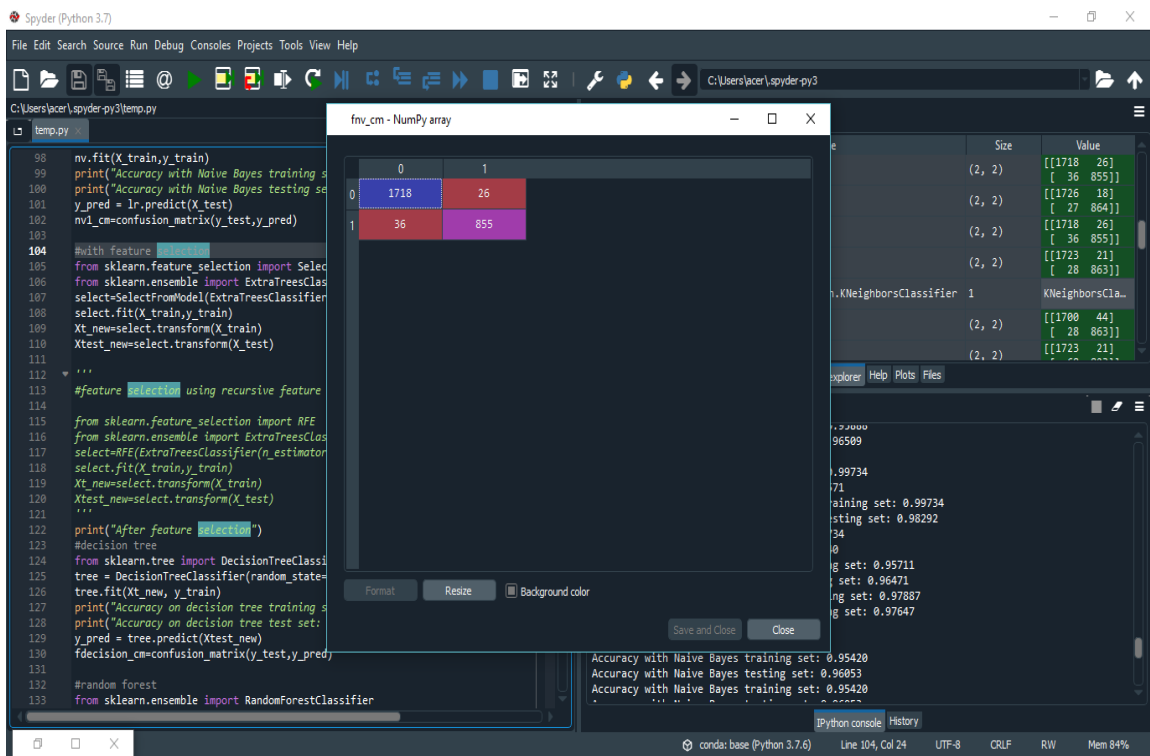 Spyder (Python 3.7)
File Edit Search Source Run Debug Consoles Projects Tools View Help
C:\Users\acer\.spyder-py3
C:\Users\acer\.spyder-py3\temp.py
temp.py
98 nv.fit(X_train,y_train)
99 print("Accuracy with Naive Bayes training s
100 print("Accuracy with Naive Bayes testing se
101 y_pred = lr.predict(X_test)
102 nv1_cm=confusion_matrix(y_test,y_pred)
103
104 #with feature selection
105 from sklearn.feature_selection import Selec
106 from sklearn.ensemble import ExtraTreesClas
107 select=SelectFromModel(ExtraTreesClassifier
108 select.fit(X_train,y_train)
109 Xt_new=select.transform(X_train)
110 Xtest_new=select.transform(X_test)
111
112 '''
113 #feature selection using recursive feature
114
115 from sklearn.feature_selection import RFE
116 from sklearn.ensemble import ExtraTreesClas
117 select=RFE(ExtraTreesClassifier(n_estimator
118 select.fit(X_train,y_train)
119 Xt_new=select.transform(X_train)
120 Xtest_new=select.transform(X_test)
121 '''
122 print("After feature selection")
123 #decision tree
124 from sklearn.tree import DecisionTreeClassi
125 tree = DecisionTreeClassifier(random_state=
126 tree.fit(Xt_new, y_train)
127 print("Accuracy on decision tree training s
128 print("Accuracy on decision tree test set:
129 y_pred = tree.predict(Xtest_new)
130 fdecision_cm=confusion_matrix(y_test,y_pred)
131
132 #random forest
133 from sklearn.ensemble import RandomForestClassifier
fnv_cm - NumPy array
0 1
0 1718 26
1 36 855
Format Resize Background color
Save and Close Close
e Size Value
(2, 2) [[1718 26]
[ 36 855]]
(2, 2) [[1726 18]
[ 27 864]]
(2, 2) [[1718 26]
[ 36 855]]
(2, 2) [[1723 21]
[ 28 863]]
n.KNeighborsClassifier 1 KNeighborsCla…
(2, 2) [[1700 44]
[ 28 863]]
(2, 2) [[1723 21]
explorer Help Plots Files
96509
.99734
71
raining set: 0.99734
sting set: 0.98292
734
0
g set: 0.95711
set: 0.96471
ng set: 0.97887
g set: 0.97647
Accuracy with Naive Bayes training set: 0.95420
Accuracy with Naive Bayes testing set: 0.96053
Accuracy with Naive Bayes training set: 0.95420
IPython console History
conda: base (Python 3.7.6) Line 104, Col 24 UTF-8 CRLF RW Mem 84%